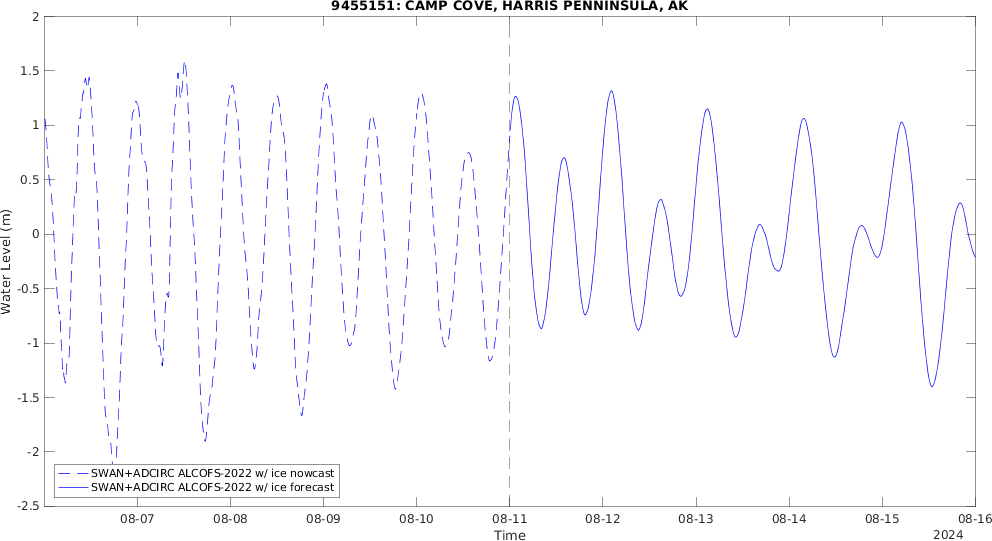 9455151: CAMP COVE, HARRIS PENNINSULA, AK
2
1.5
1
0.5
0
-0.5
-1
-1.5
-2
-2.5
Water Level (m)
SWAN+ADCIRC ALCOFS-2022 w/ ice nowcast
SWAN+ADCIRC ALCOFS-2022 w/ ice forecast
08-07 08-08 08-09 08-10 08-11 08-12 08-13 08-14 08-15 08-16
Time
2024